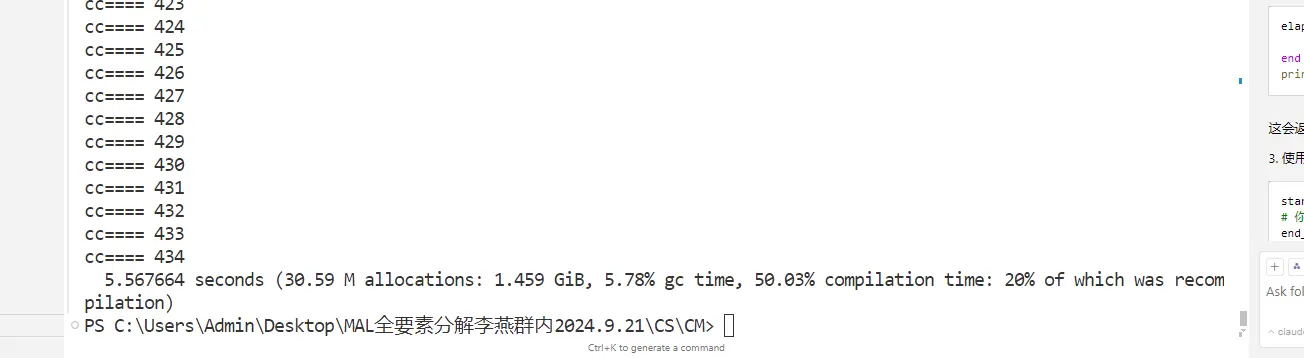 cc==== 423
cc==== 424
cc==== 425
cc==== 426
cc==== 427
cc==== 428
cc==== 429
cc==== 430
cc==== 431
cc==== 432
cc==== 433
cc==== 434
5.567664 seconds (30.59 M allocations: 1.459 GiB, 5.78% gc time, 50.03% compilation time: 20% of which was recom
pilation)
PS C:\Users\Admin\Desktop\MAL全要素分解李燕群内2024.9.21\CS\CM>
Ctrl+K to generate a command
elap
end
prin
这会返
3. 使用
star
# 你
end_
Ask fol
claude